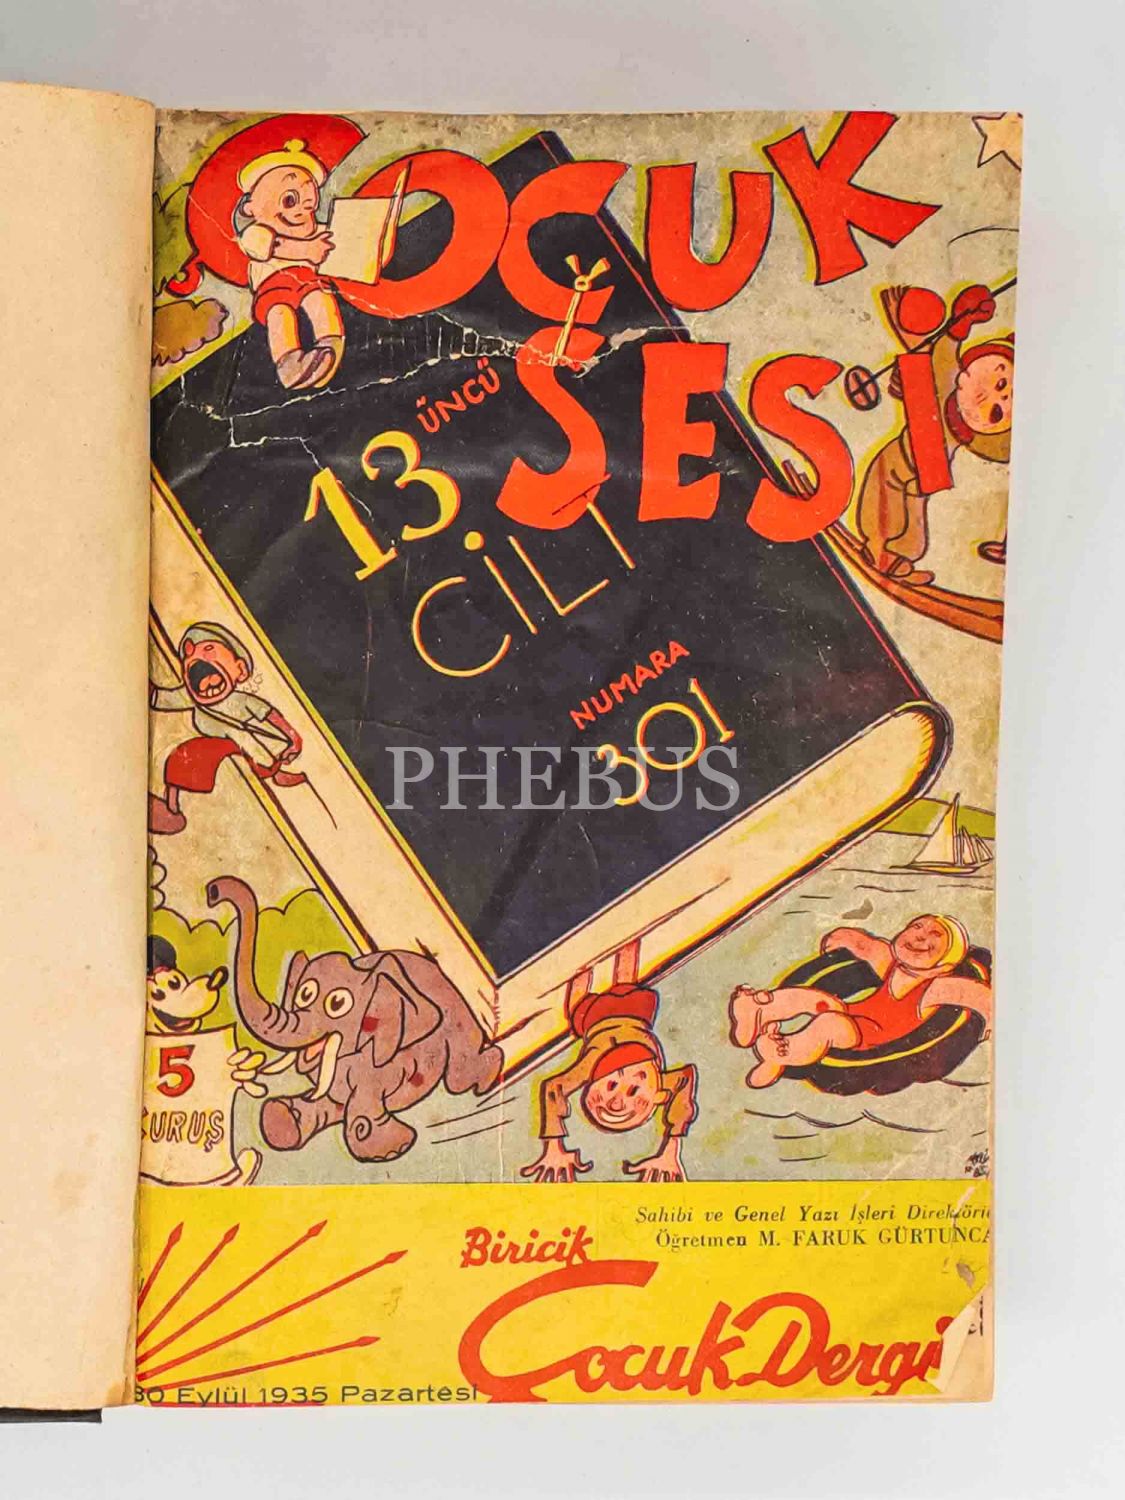 ÇOCUK
SESİ
13 ÜNCÜ
CİLT
NUMARA
301
PHEBUS
5
KURUŞ
Sahibi ve Genel Yazı İşleri Direktörü
Öğretmen M. FARUK GÜRTUNCA
Biricik
Çocuk Dergi
30 Eylül 1935 Pazartesi